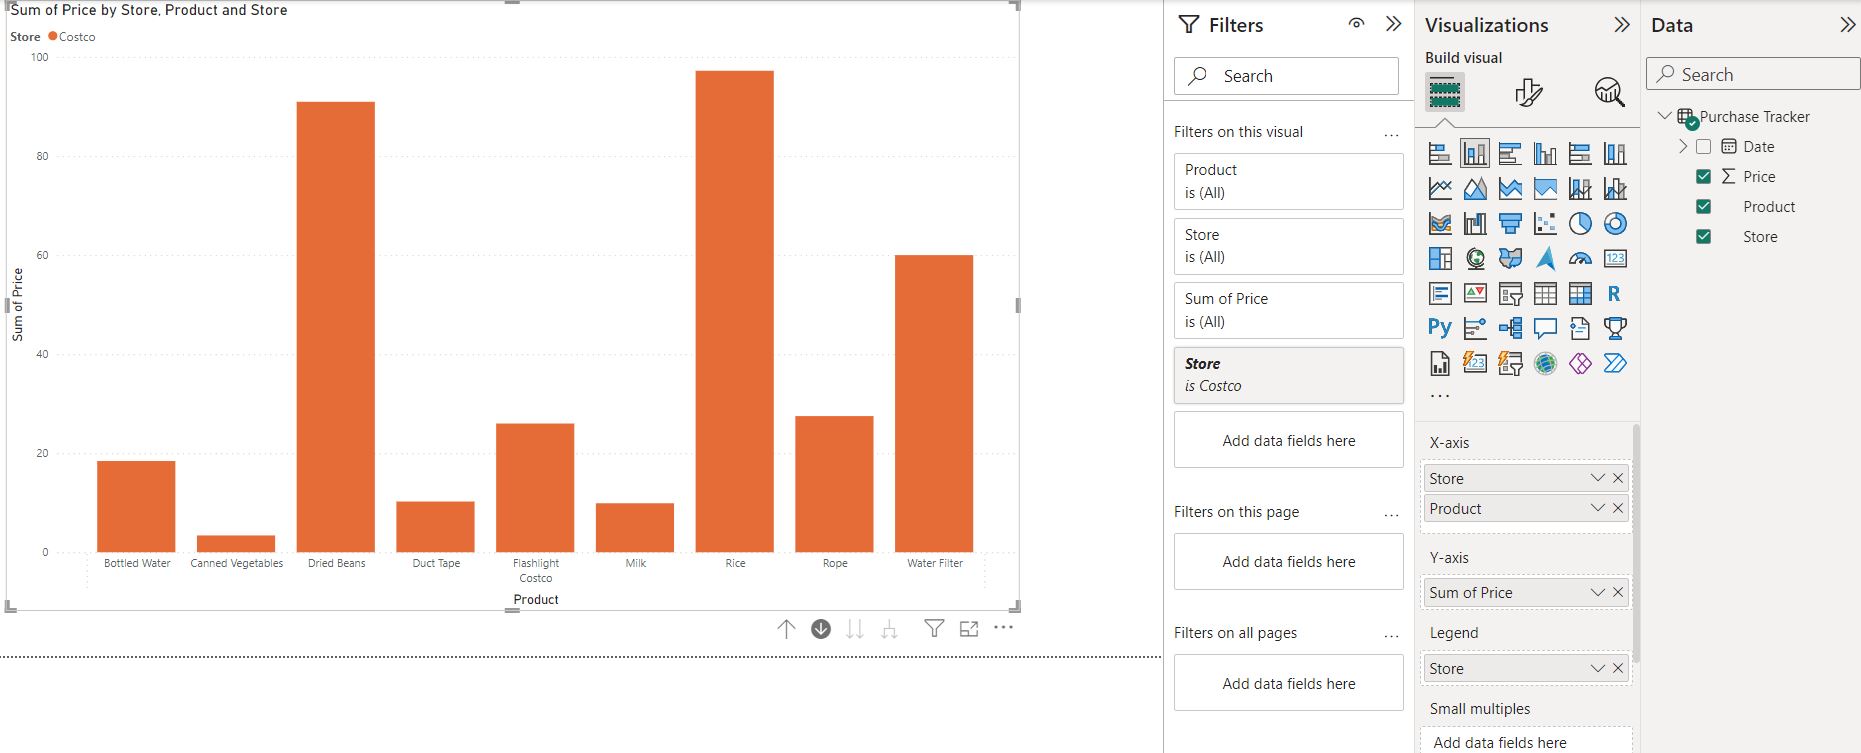 Sum of Price by Store, Product and Store
Store Costco
100
80
60
40
20
0
Sum of Price
Bottled Water Canned Vegetables Dried Beans Duct Tape Flashlight Milk Rice Rope Water Filter
Costco
Product
Filters
Search
Filters on this visual ...
Product
is (All)
Store
is (All)
Sum of Price
is (All)
Store
is Costco
Add data fields here
Filters on this page ...
Add data fields here
Filters on all pages ...
Add data fields here
Visualizations
Build visual
123
R
Py
123
...
X-axis
Store
Product
Y-axis
Sum of Price
Legend
Store
Small multiples
Add data fields here
Data
Search
Purchase Tracker
Date
Σ Price
Product
Store